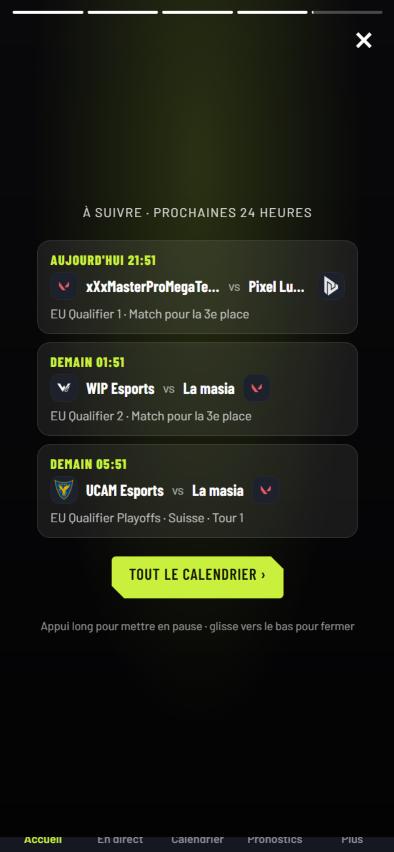 À SUIVRE · PROCHAINES 24 HEURES
AUJOURD'HUI 21:51
xXxMasterProMegaTe... vs Pixel Lu...
EU Qualifier 1 · Match pour la 3e place
DEMAIN 01:51
WIP Esports vs La masia
EU Qualifier 2 · Match pour la 3e place
DEMAIN 05:51
UCAM Esports vs La masia
EU Qualifier Playoffs · Suisse · Tour 1
TOUT LE CALENDRIER ›
Appui long pour mettre en pause · glisse vers le bas pour fermer
Accueil En direct Calendrier Pronostics Plus